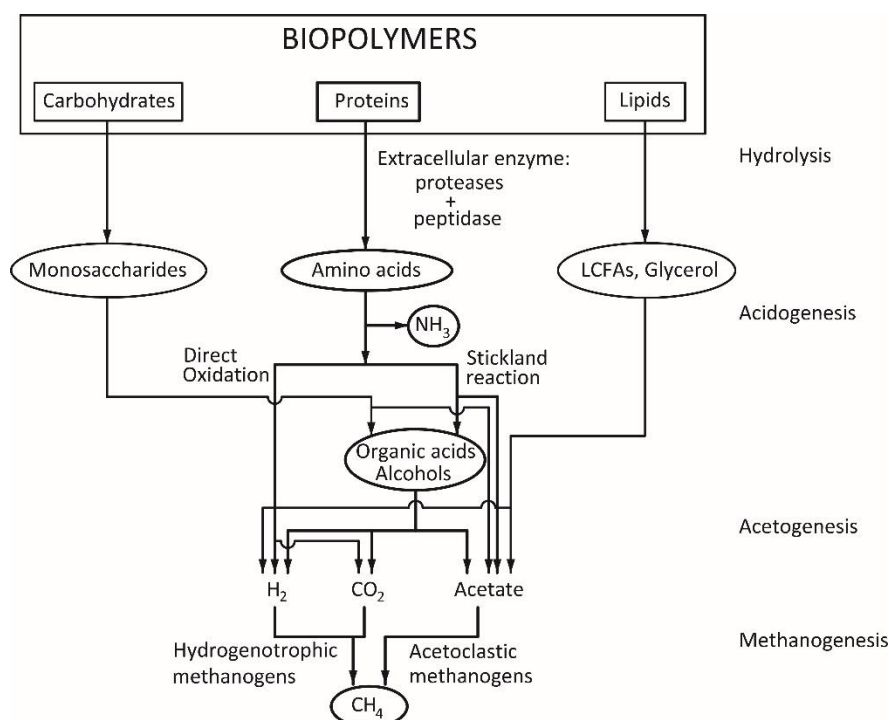 BIOPOLYMERS
Carbohydrates
Proteins
Lipids
Extracellular enzyme:
proteases
+
peptidase
Hydrolysis
Monosaccharides
Amino acids
LCFAs, Glycerol
NH₃
Acidogenesis
Direct
Oxidation
Stickland
reaction
Organic acids
Alcohols
Acetogenesis
H₂
CO₂
Acetate
Hydrogenotrophic
methanogens
Acetoclastic
methanogens
Methanogenesis
CH₄